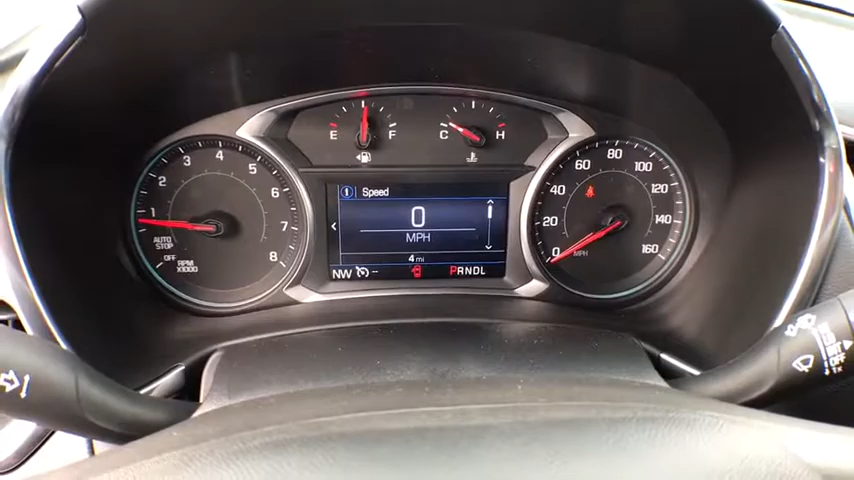 E F
C H
1 2 3 4 5 6 7 8
AUTO STOP
OFF
RPM
X1000
i Speed
0
MPH
4 mi
NW PRNDL
0 20 40 60 80 100 120 140 160
MPH
OFF